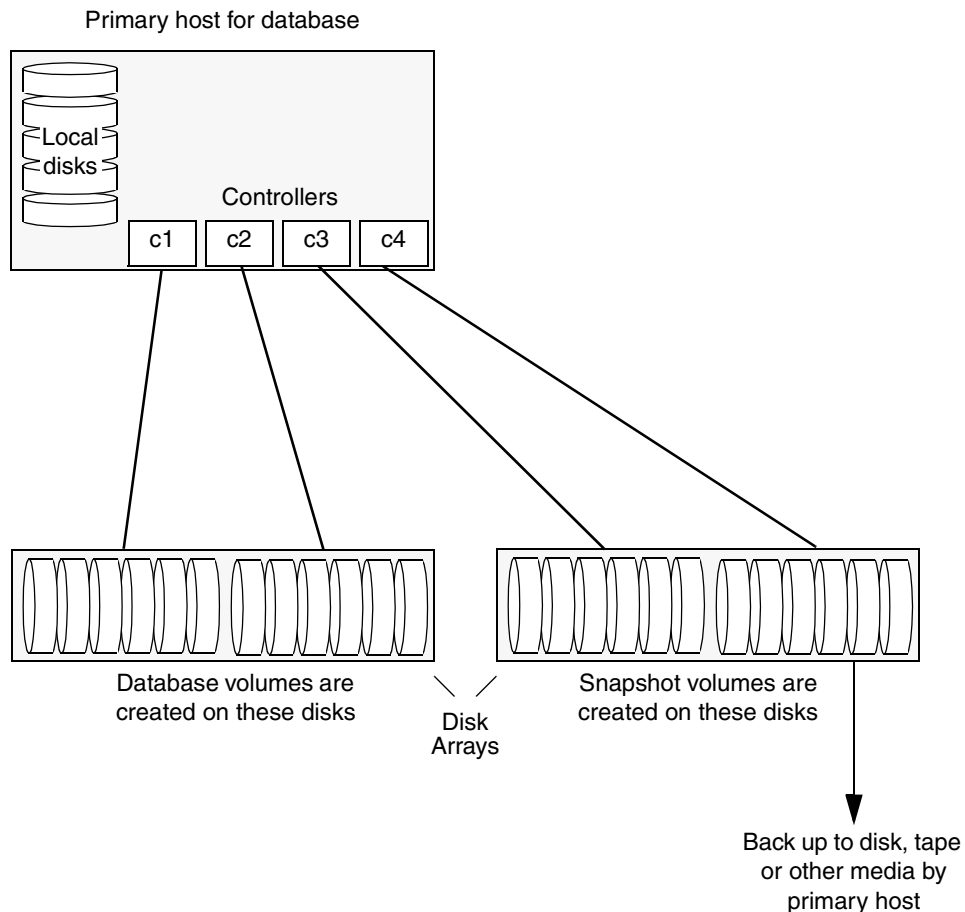 Primary host for database
Local
disks
Controllers
c1 c2 c3 c4
Database volumes are
created on these disks
Disk
Arrays
Snapshot volumes are
created on these disks
Back up to disk, tape
or other media by
primary host